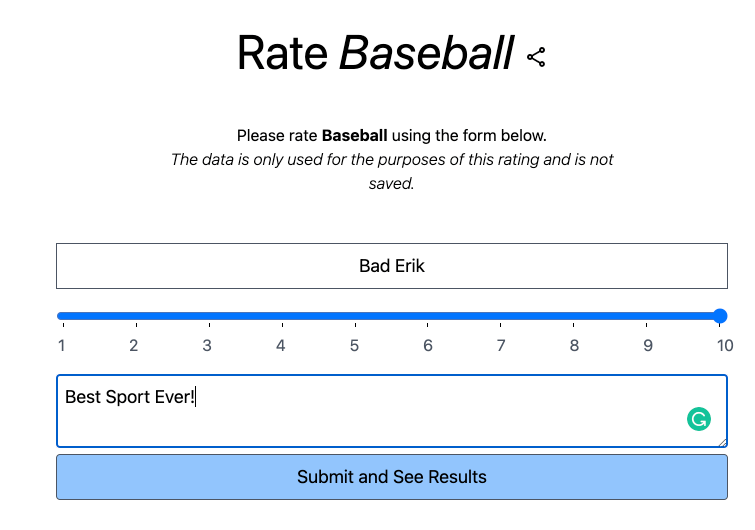 Rate Baseball
Please rate Baseball using the form below.
The data is only used for the purposes of this rating and is not
saved.
Bad Erik
1 2 3 4 5 6 7 8 9 10
Best Sport Ever!
Submit and See Results